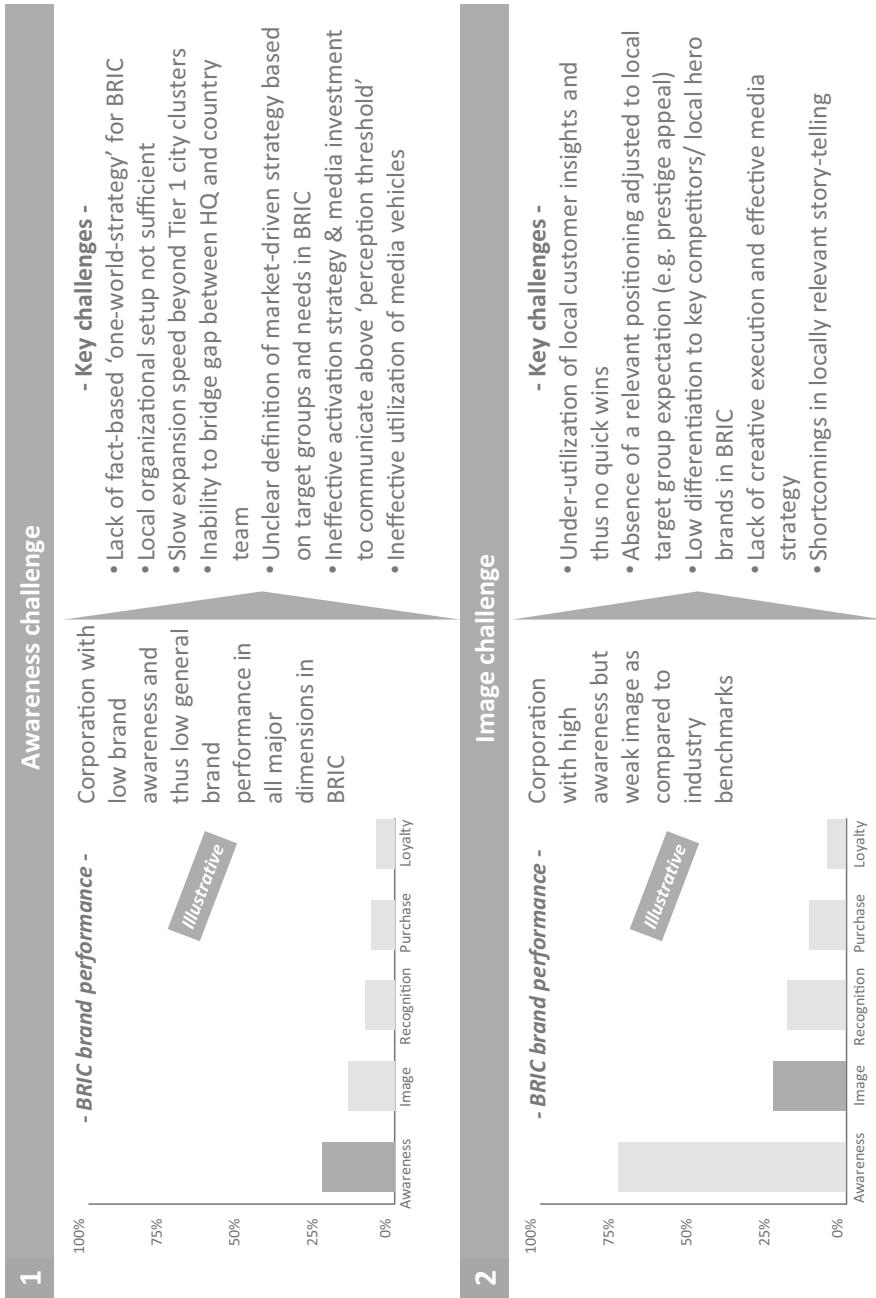 1
Awareness challenge
- BRIC brand performance -
100%
75%
50%
25%
0%
Awareness
Image
Recognition
Purchase
Loyalty
Illustrative
Corporation with
low brand
awareness and
thus low general
brand
performance in
all major
dimensions in
BRIC
- Key challenges -
• Lack of fact-based ‘one-world-strategy’ for BRIC
• Local organizational setup not sufficient
• Slow expansion speed beyond Tier 1 city clusters
• Inability to bridge gap between HQ and country
team
• Unclear definition of market-driven strategy based
on target groups and needs in BRIC
• Ineffective activation strategy & media investment
to communicate above ‘perception threshold’
• Ineffective utilization of media vehicles
2
Image challenge
- BRIC brand performance -
100%
75%
50%
25%
0%
Awareness
Image
Recognition
Purchase
Loyalty
Illustrative
Corporation
with high
awareness but
weak image as
compared to
industry
benchmarks
- Key challenges -
• Under-utilization of local customer insights and
thus no quick wins
• Absence of a relevant positioning adjusted to local
target group expectation (e.g. prestige appeal)
• Low differentiation to key competitors/ local hero
brands in BRIC
• Lack of creative execution and effective media
strategy
• Shortcomings in locally relevant story-telling